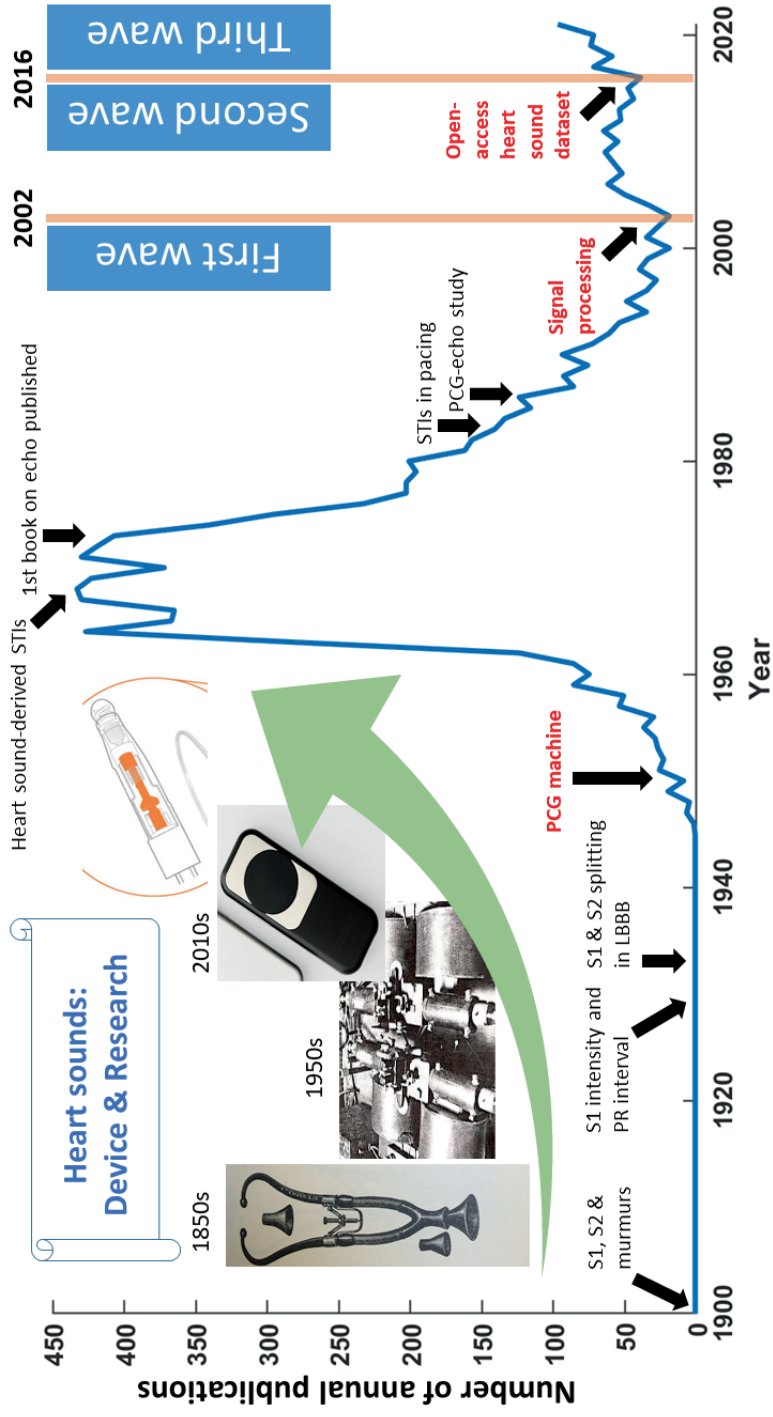 Heart sounds:
Device & Research
1850s
1950s
2010s
Heart sound-derived STIs
1st book on echo published
2002
2016
First wave
Second wave
Third wave
STIs in pacing
PCG-echo study
Signal
processing
Open-
access
heart
sound
dataset
PCG machine
S1, S2 &
murmurs
S1 intensity and
PR interval
S1 & S2 splitting
in LBBB
Number of annual publications
450
400
350
300
250
200
150
100
50
0
1900
1920
1940
1960
1980
2000
2020
Year